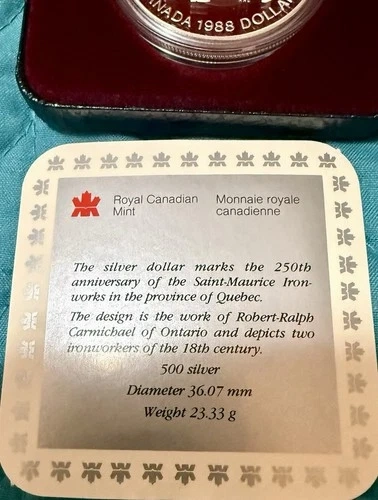 CANADA 1988 DOLLAR
Royal Canadian Mint
Monnaie royale canadienne
The silver dollar marks the 250th
anniversary of the Saint-Maurice Iron-
works in the province of Quebec.
The design is the work of Robert-Ralph
Carmichael of Ontario and depicts two
ironworkers of the 18th century.
500 silver
Diameter 36.07 mm
Weight 23.33 g